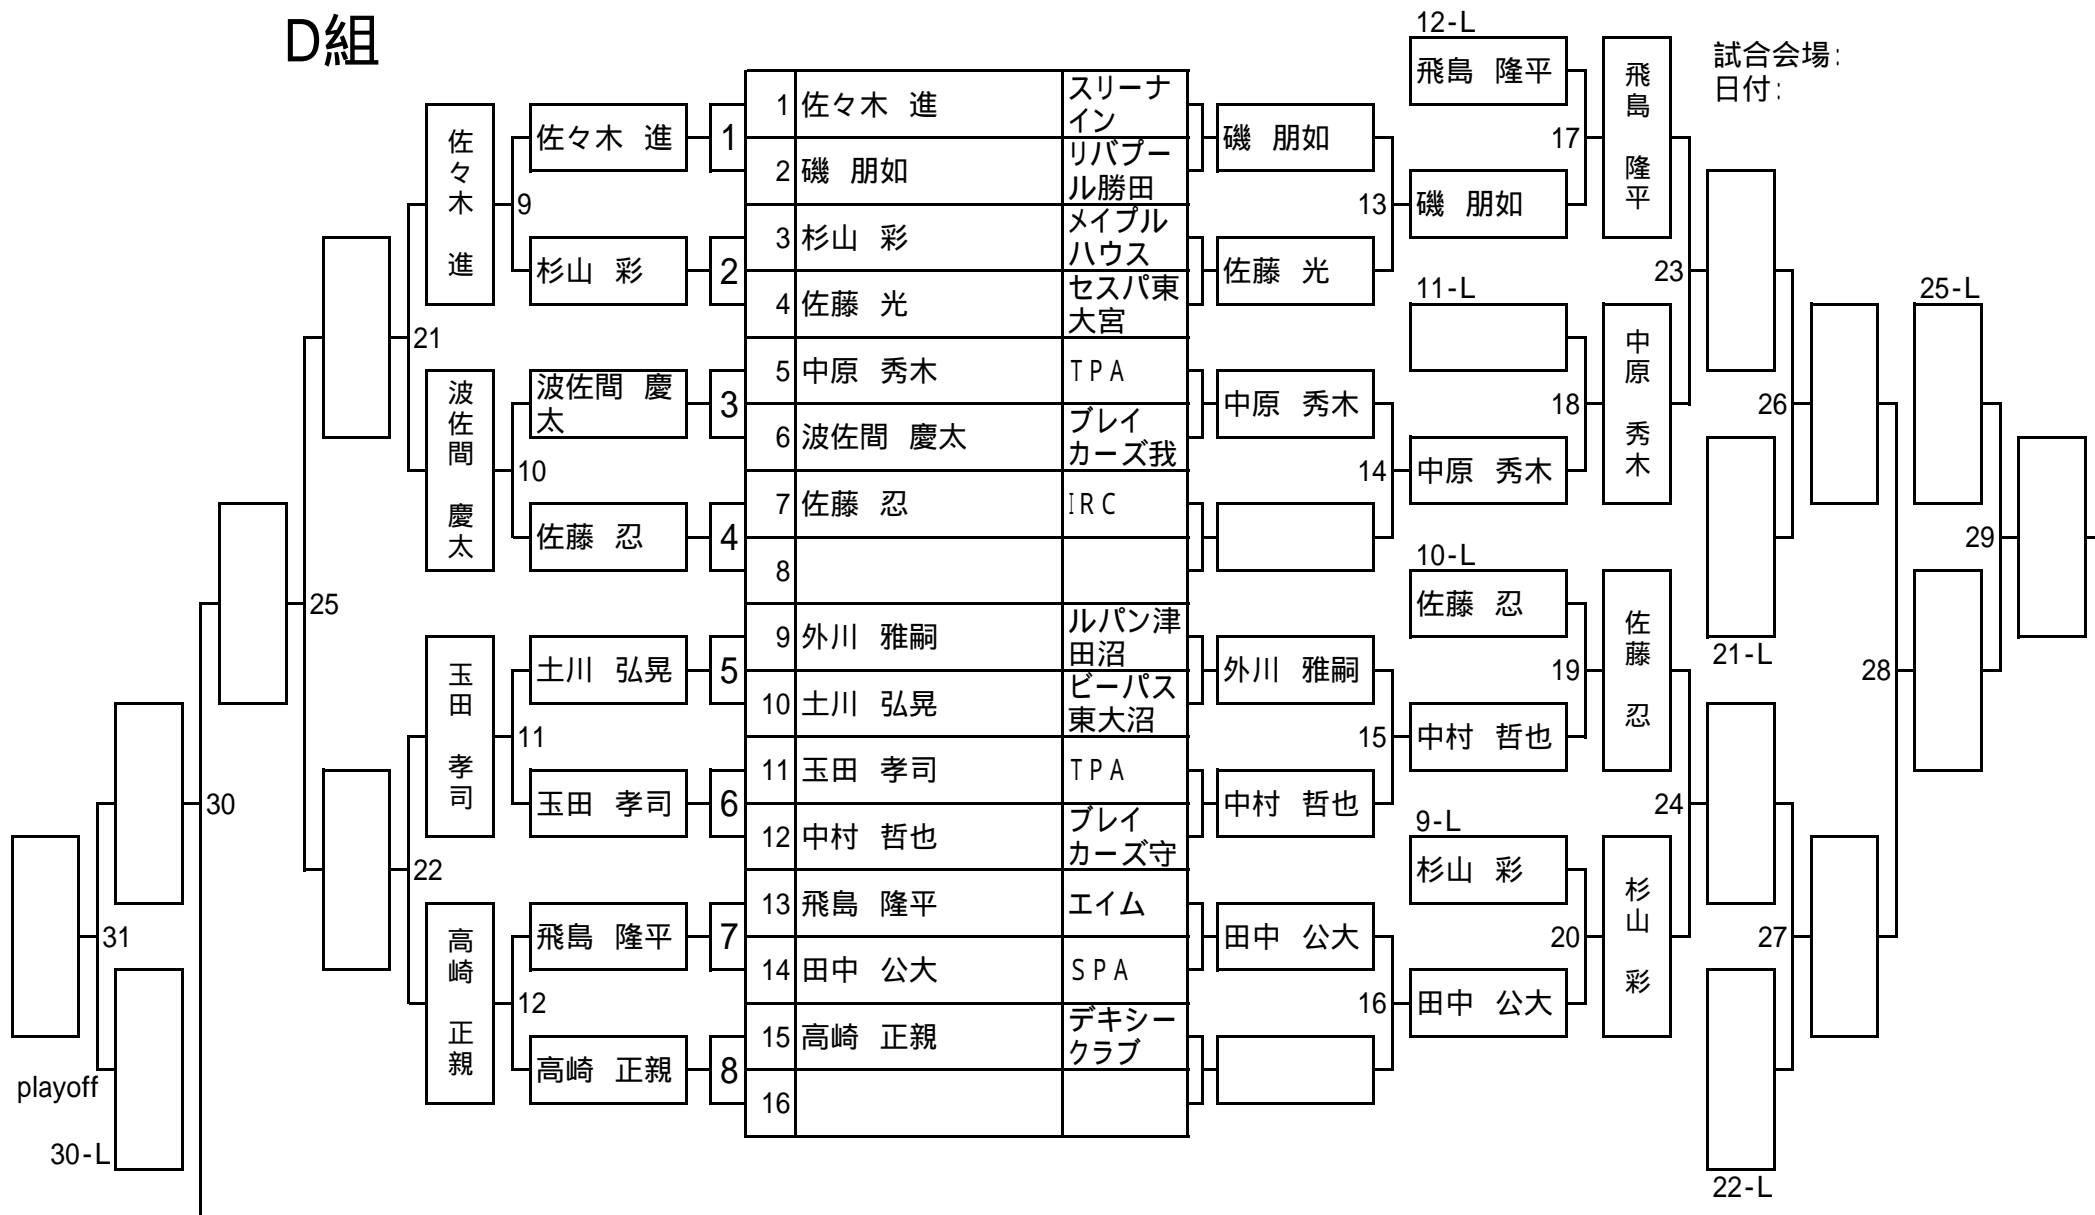 D組
試合会場:
日付:
1 佐々木 進 スリーナ
イン
2 磯 朋如 リバプー
ル勝田
3 杉山 彩 メイプル
ハウス
4 佐藤 光 セスパ東
大宮
5 中原 秀木 TPA
6 波佐間 慶太 ブレイ
カーズ我
7 佐藤 忍 IRC
8
9 外川 雅嗣 ルパン津
田沼
10 土川 弘晃 ビーパス
東大沼
11 玉田 孝司 TPA
12 中村 哲也 ブレイ
カーズ守
13 飛島 隆平 エイム
14 田中 公大 SPA
15 高崎 正親 デキシー
クラブ
16
佐々木 進
1
杉山 彩
2
波佐間 慶
太
3
佐藤 忍
4
土川 弘晃
5
玉田 孝司
6
飛島 隆平
7
高崎 正親
8
佐々木 進
9
波佐間 慶太
10
玉田 孝司
11
高崎 正親
12
21
22
25
30
31
playoff
30-L
磯 朋如
佐藤 光
13
中原 秀木
14
外川 雅嗣
中村 哲也
15
田中 公大
16
12-L
飛島 隆平
17
磯 朋如
11-L
18
中原 秀木
10-L
佐藤 忍
19
中村 哲也
9-L
杉山 彩
20
田中 公大
飛島 隆平
23
中原 秀木
佐藤 忍
24
杉山 彩
26
21-L
27
22-L
28
25-L
29